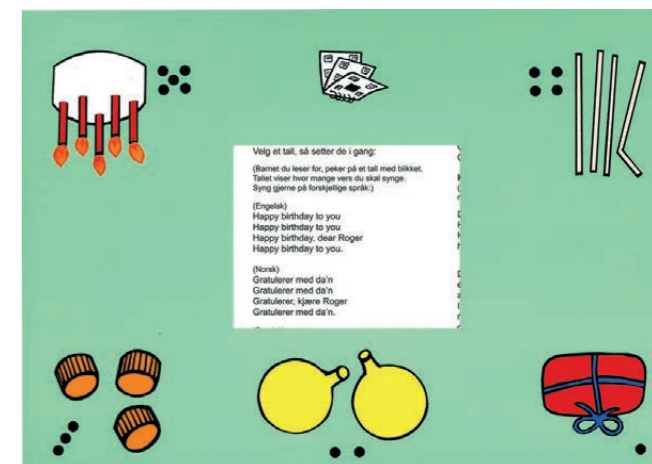 Velg et tall, så setter de i gang:
(Barnet du leser for, peker på et tall med blikket.
Tallet viser hvor mange vers du skal synge.
Syng gjerne på forskjellige språk:)
(Engelsk)
Happy birthday to you
Happy birthday to you
Happy birthday, dear Roger
Happy birthday to you.
(Norsk)
Gratulerer med da'n
Gratulerer med da'n
Gratulerer, kjære Roger
Gratulerer med da'n.